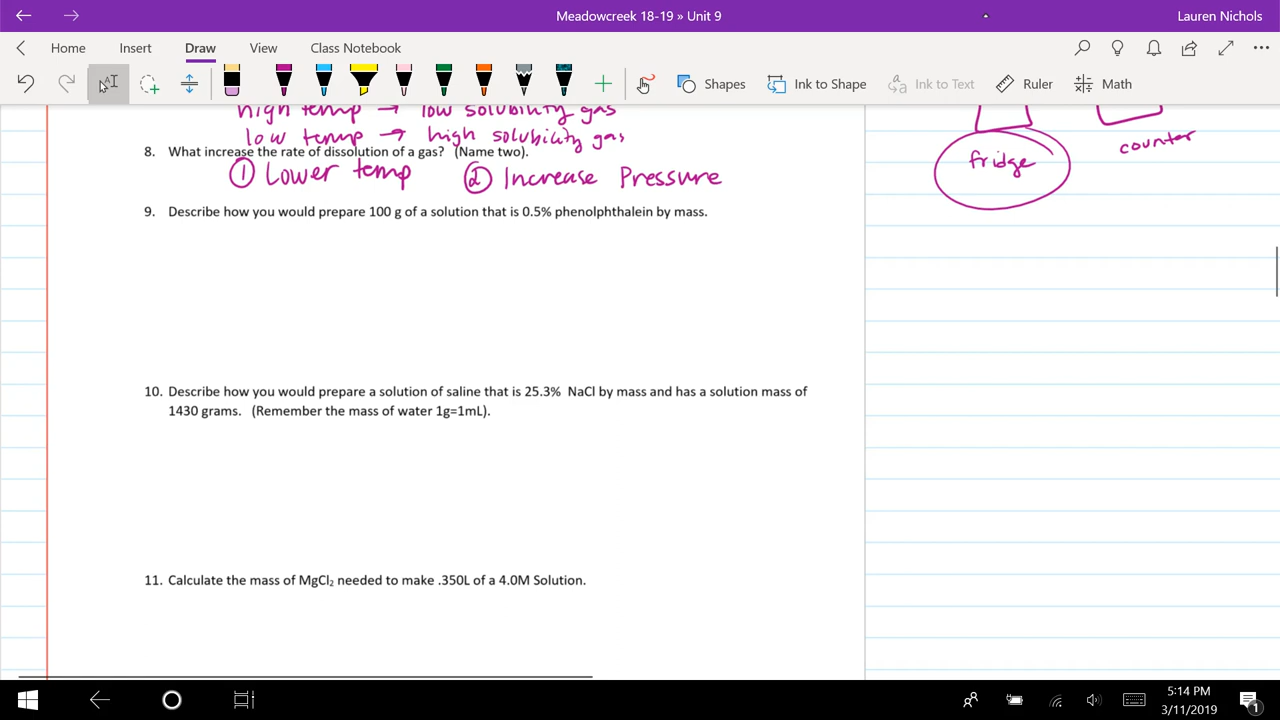 Meadowcreek 18-19 » Unit 9
Lauren Nichols
Home Insert Draw View Class Notebook
Shapes Ink to Shape Ink to Text Ruler Math
high temp → low solubility gas
low temp → high solubility gas
counter
8. What increase the rate of dissolution of a gas? (Name two).
fridge
① Lower temp ② Increase Pressure
9. Describe how you would prepare 100 g of a solution that is 0.5% phenolphthalein by mass.
10. Describe how you would prepare a solution of saline that is 25.3% NaCl by mass and has a solution mass of
1430 grams. (Remember the mass of water 1g=1mL).
11. Calculate the mass of MgCl₂ needed to make .350L of a 4.0M Solution.
5:14 PM
3/11/2019
1